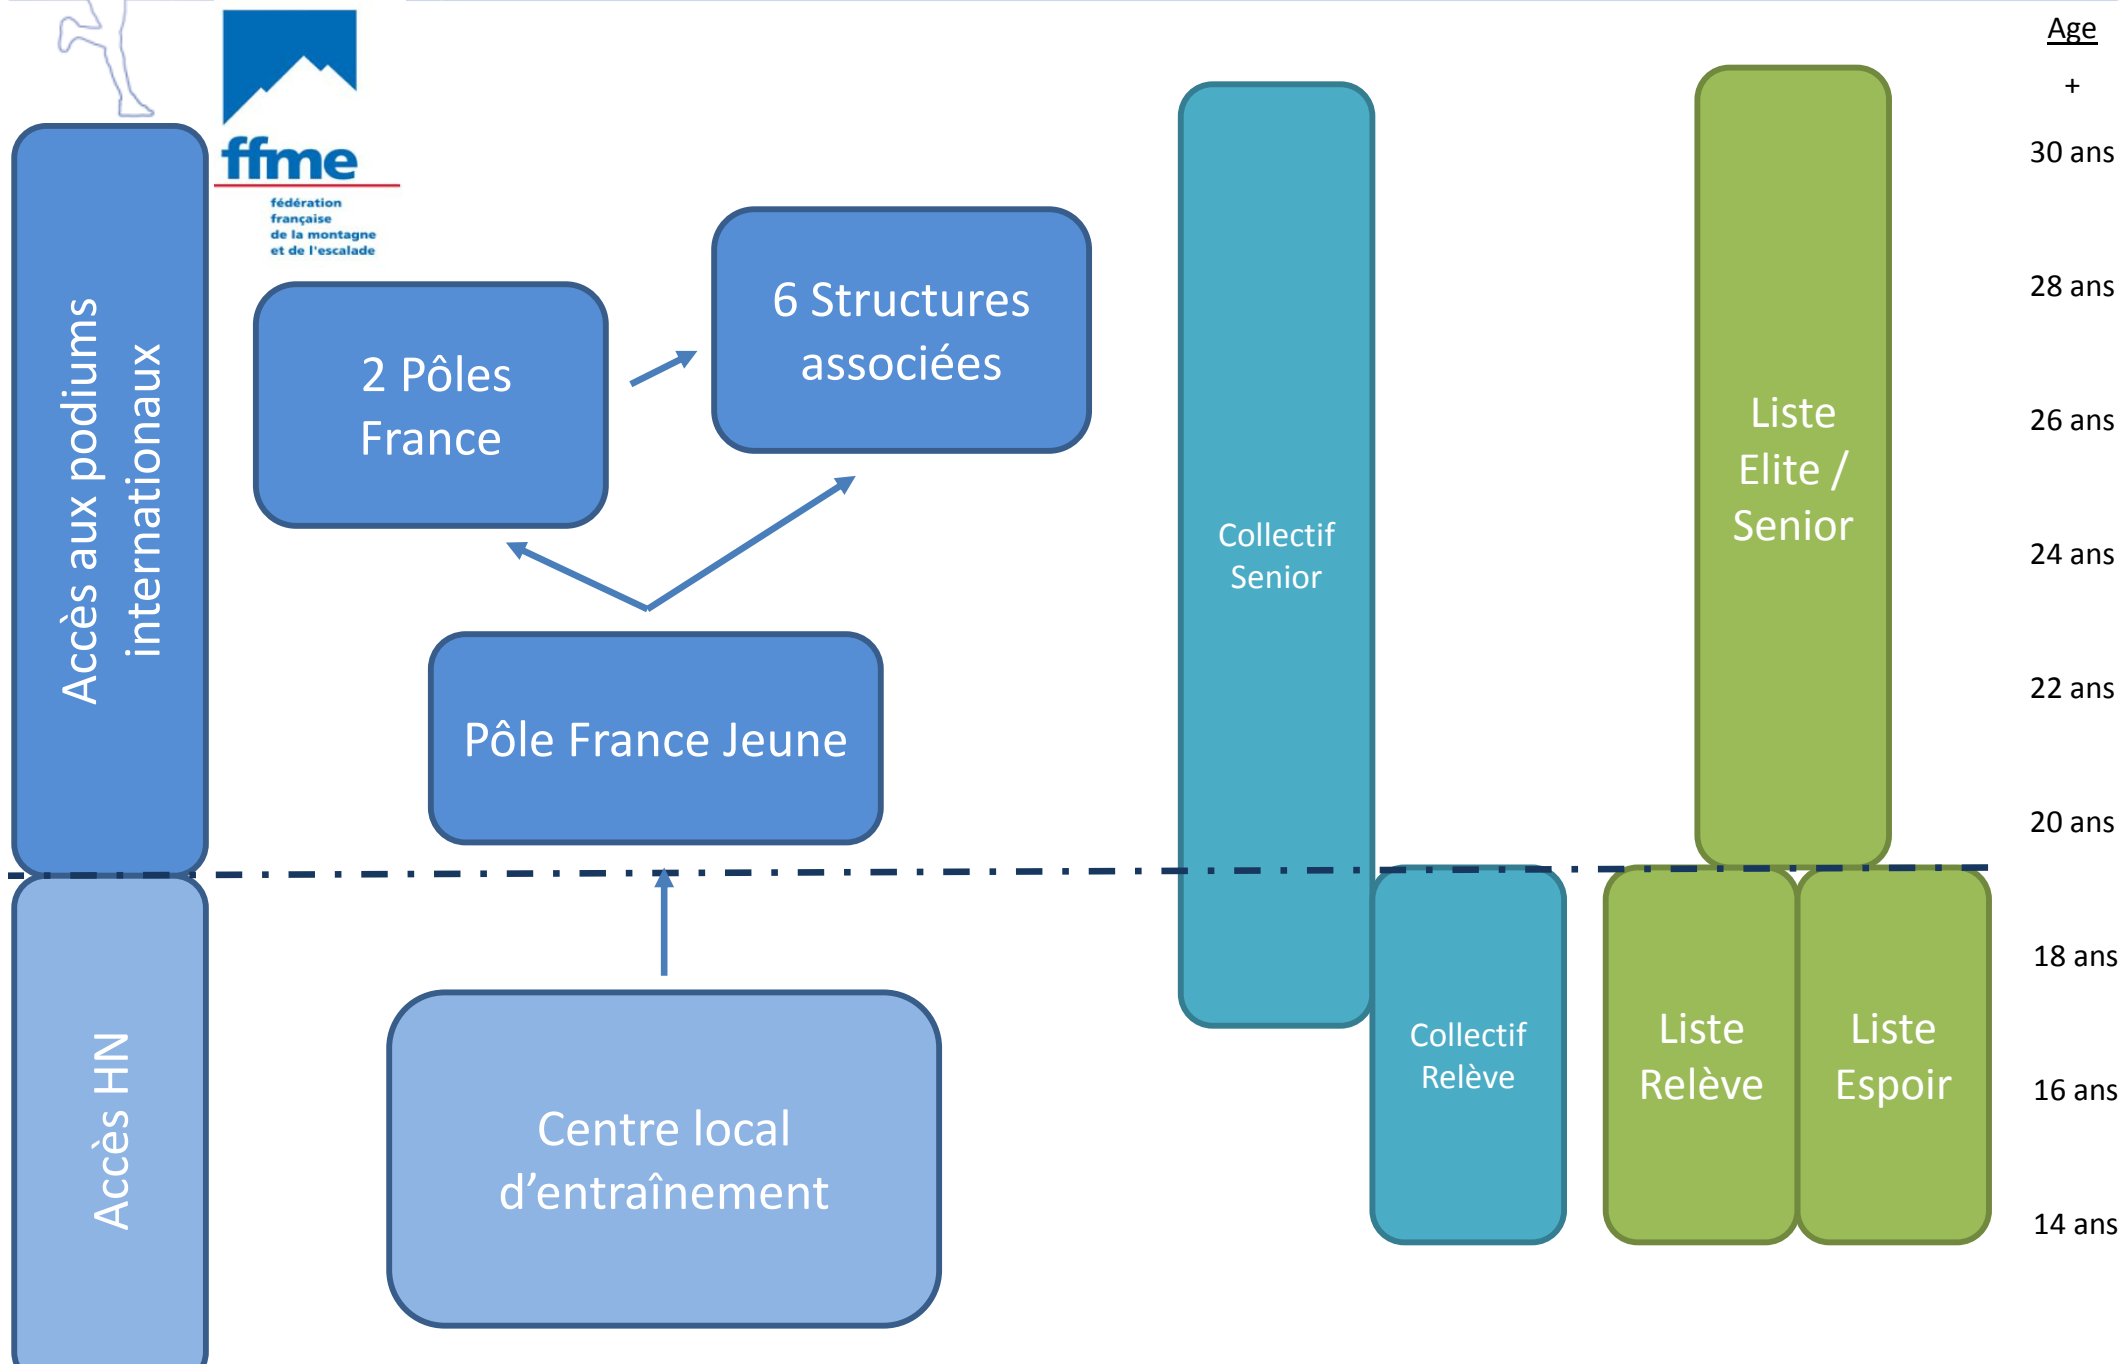 Age
+
30 ans
28 ans
26 ans
24 ans
22 ans
20 ans
18 ans
16 ans
14 ans
ffme
fédération
française
de la montagne
et de l'escalade
Accès aux podiums
internationaux
Accès HN
2 Pôles
France
6 Structures
associées
Pôle France Jeune
Centre local
d’entraînement
Collectif
Senior
Collectif
Relève
Liste
Elite /
Senior
Liste
Relève
Liste
Espoir